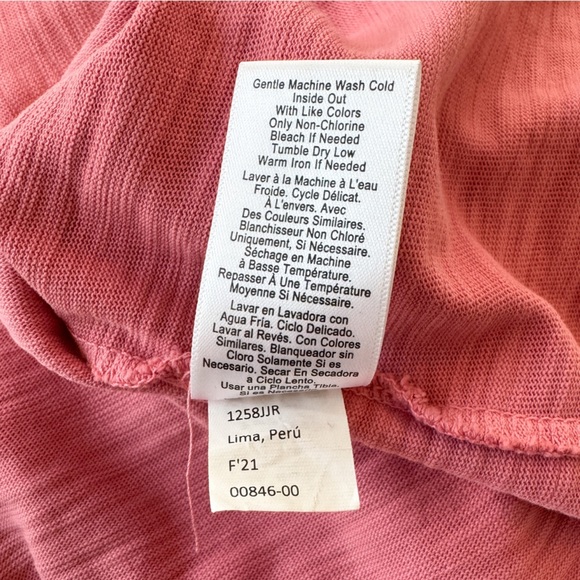 Gentle Machine Wash Cold
Inside Out
With Like Colors
Only Non-Chlorine
Bleach If Needed
Tumble Dry Low
Warm Iron If Needed
Laver à la Machine à L'eau
Froide. Cycle Délicat.
À L'envers. Avec
Des Couleurs Similaires.
Blanchisseur Non Chloré
Uniquement, Si Nécessaire.
Séchage en Machine
à Basse Température.
Repasser À Une Température
Moyenne Si Nécessaire.
Lavar en Lavadora con
Agua Fría. Ciclo Delicado.
Lavar al Revés. Con Colores
Similares. Blanqueador sin
Cloro Solamente Si es
Necesario. Secar En Secadora
a Ciclo Lento.
Usar una Plancha Tibia
Si es Necesario
1258JJR
Lima, Perú
F'21
00846-00